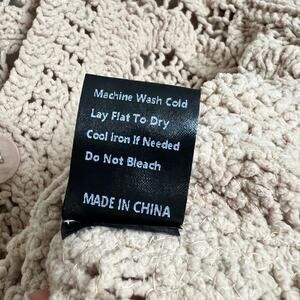 Machine Wash Cold
Lay Flat To Dry
Cool Iron If Needed
Do Not Bleach
MADE IN CHINA